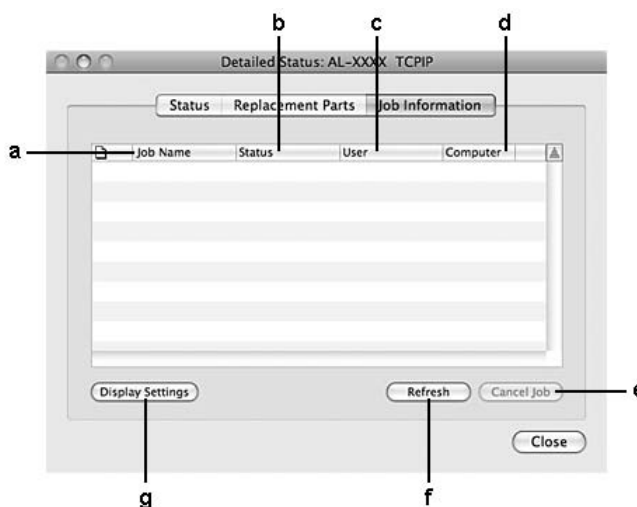 b c d
Detailed Status: AL-XXXX TCPIP
Status Replacement Parts Job Information
a Job Name Status User Computer
Display Settings Refresh Cancel Job e
Close
g f